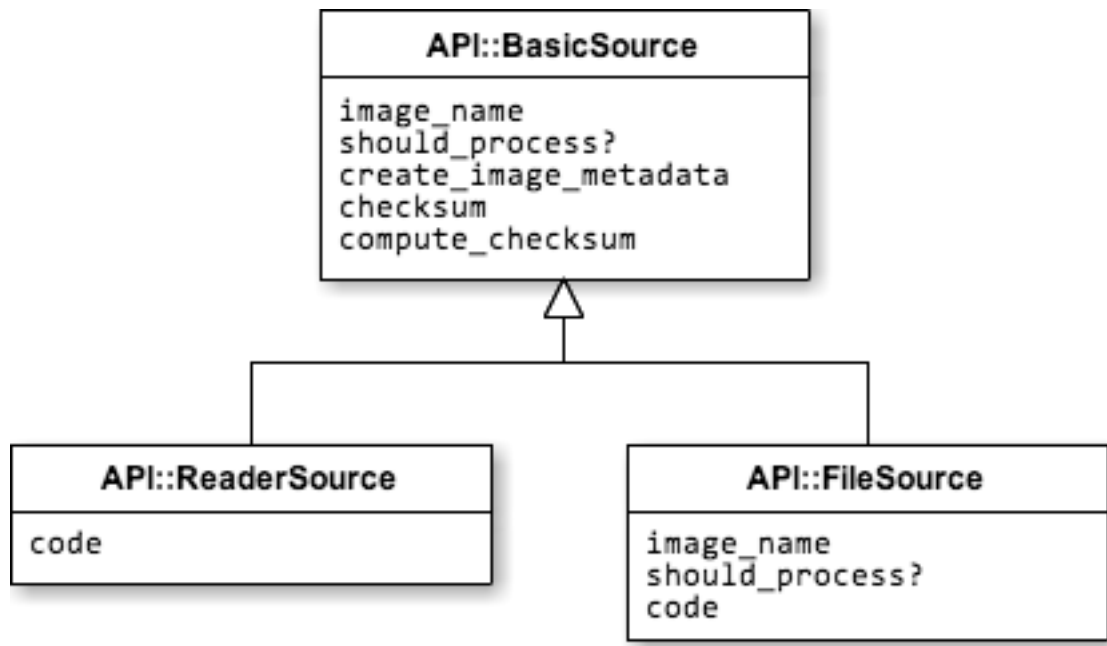 API::BasicSource
image_name
should_process?
create_image_metadata
checksum
compute_checksum
API::ReaderSource
code
API::FileSource
image_name
should_process?
code